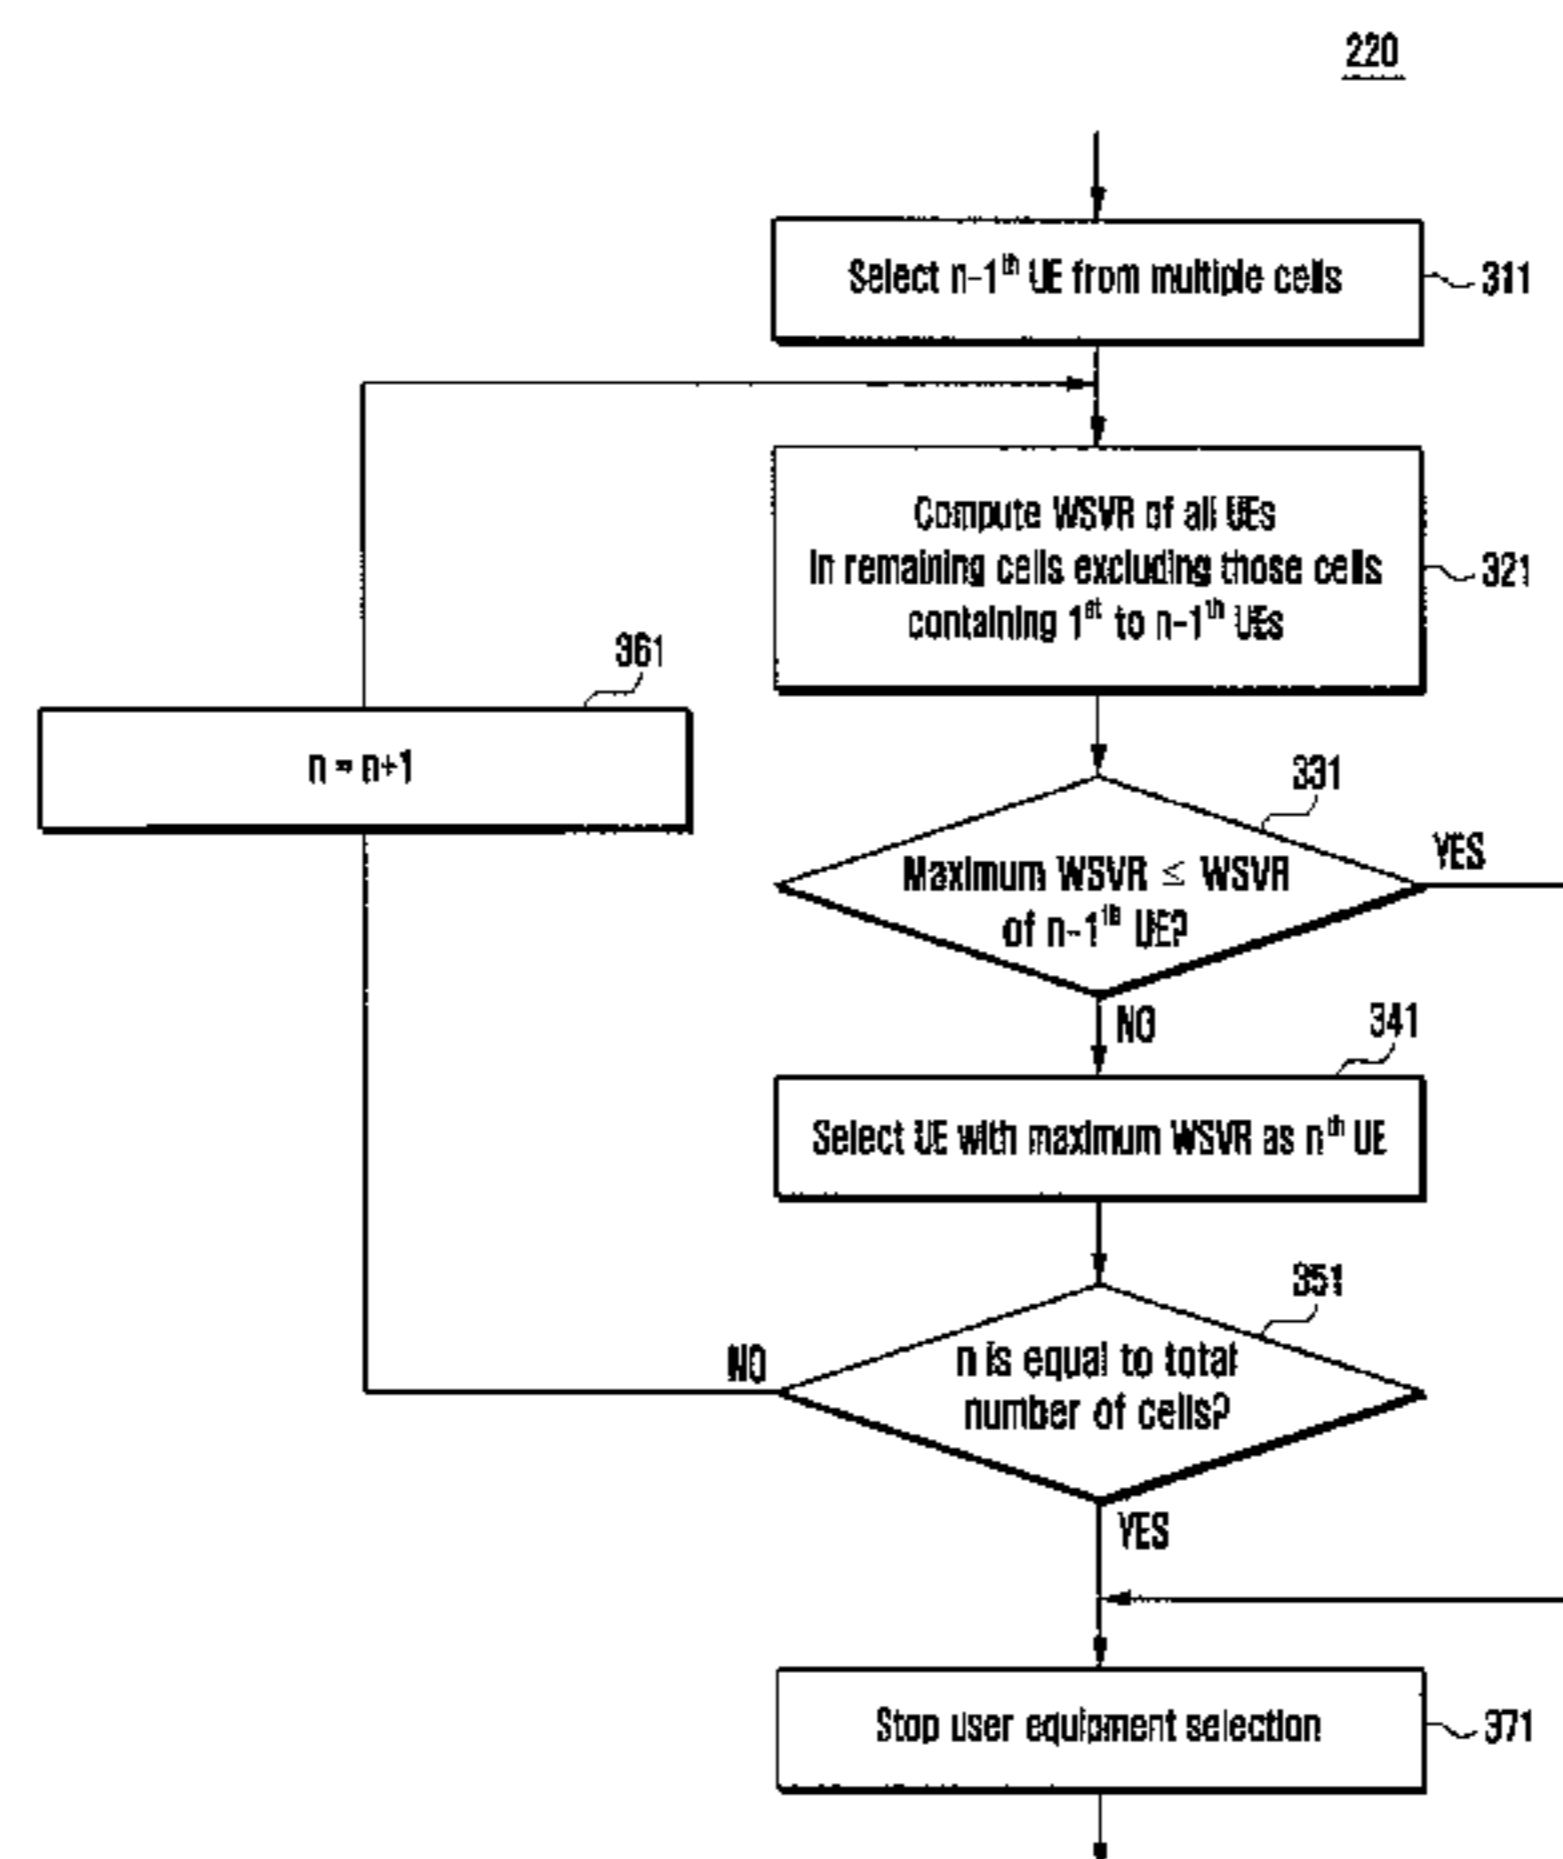 220
Select n-1th UE from multiple cells
311
Compute WSVR of all UEs
in remaining cells excluding those cells
containing 1st to n-1th UEs
321
361
n = n+1
331
Maximum WSVR ≤ WSVR
of n-1th UE?
YES
NO
341
Select UE with maximum WSVR as nth UE
351
n is equal to total
number of cells?
NO
YES
Stop user equipment selection
371